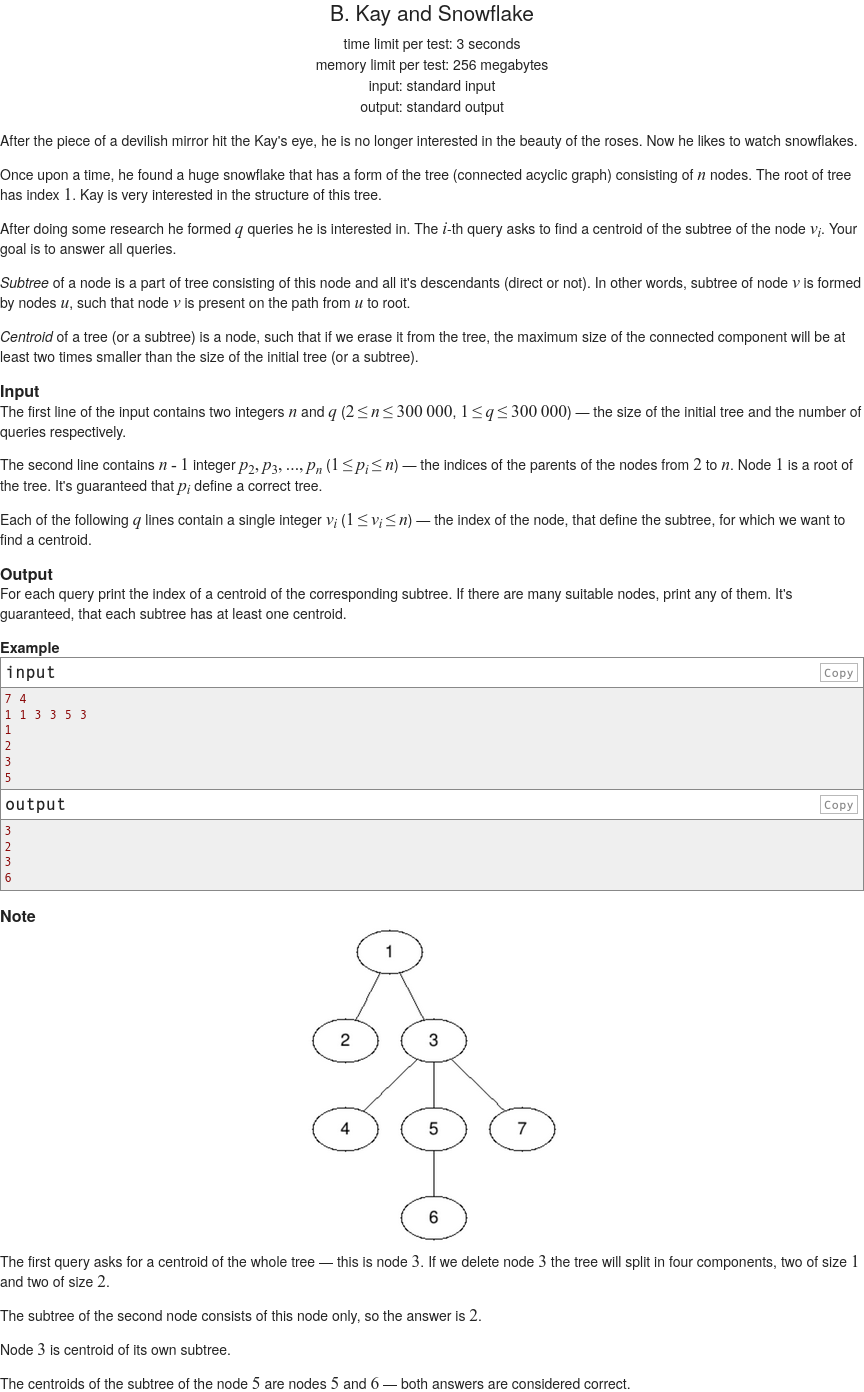 B. Kay and Snowflake
time limit per test: 3 seconds
memory limit per test: 256 megabytes
input: standard input
output: standard output
After the piece of a devilish mirror hit the Kay's eye, he is no longer interested in the beauty of the roses. Now he likes to watch snowflakes.
Once upon a time, he found a huge snowflake that has a form of the tree (connected acyclic graph) consisting of n nodes. The root of tree
has index 1. Kay is very interested in the structure of this tree.
After doing some research he formed q queries he is interested in. The i-th query asks to find a centroid of the subtree of the node v_i. Your
goal is to answer all queries.
Subtree of a node is a part of tree consisting of this node and all it's descendants (direct or not). In other words, subtree of node v is formed
by nodes u, such that node v is present on the path from u to root.
Centroid of a tree (or a subtree) is a node, such that if we erase it from the tree, the maximum size of the connected component will be at
least two times smaller than the size of the initial tree (or a subtree).
Input
The first line of the input contains two integers n and q (2 ≤ n ≤ 300 000, 1 ≤ q ≤ 300 000) — the size of the initial tree and the number of
queries respectively.
The second line contains n - 1 integer p_2, p_3, ..., p_n (1 ≤ p_i ≤ n) — the indices of the parents of the nodes from 2 to n. Node 1 is a root of
the tree. It's guaranteed that p_i define a correct tree.
Each of the following q lines contain a single integer v_i (1 ≤ v_i ≤ n) — the index of the node, that define the subtree, for which we want to
find a centroid.
Output
For each query print the index of a centroid of the corresponding subtree. If there are many suitable nodes, print any of them. It's
guaranteed, that each subtree has at least one centroid.
Example
input Copy
7 4
1 1 3 3 5 3
1
2
3
5
output Copy
3
2
3
6
Note
1
2 3
4 5 7
6
The first query asks for a centroid of the whole tree — this is node 3. If we delete node 3 the tree will split in four components, two of size 1
and two of size 2.
The subtree of the second node consists of this node only, so the answer is 2.
Node 3 is centroid of its own subtree.
The centroids of the subtree of the node 5 are nodes 5 and 6 — both answers are considered correct.